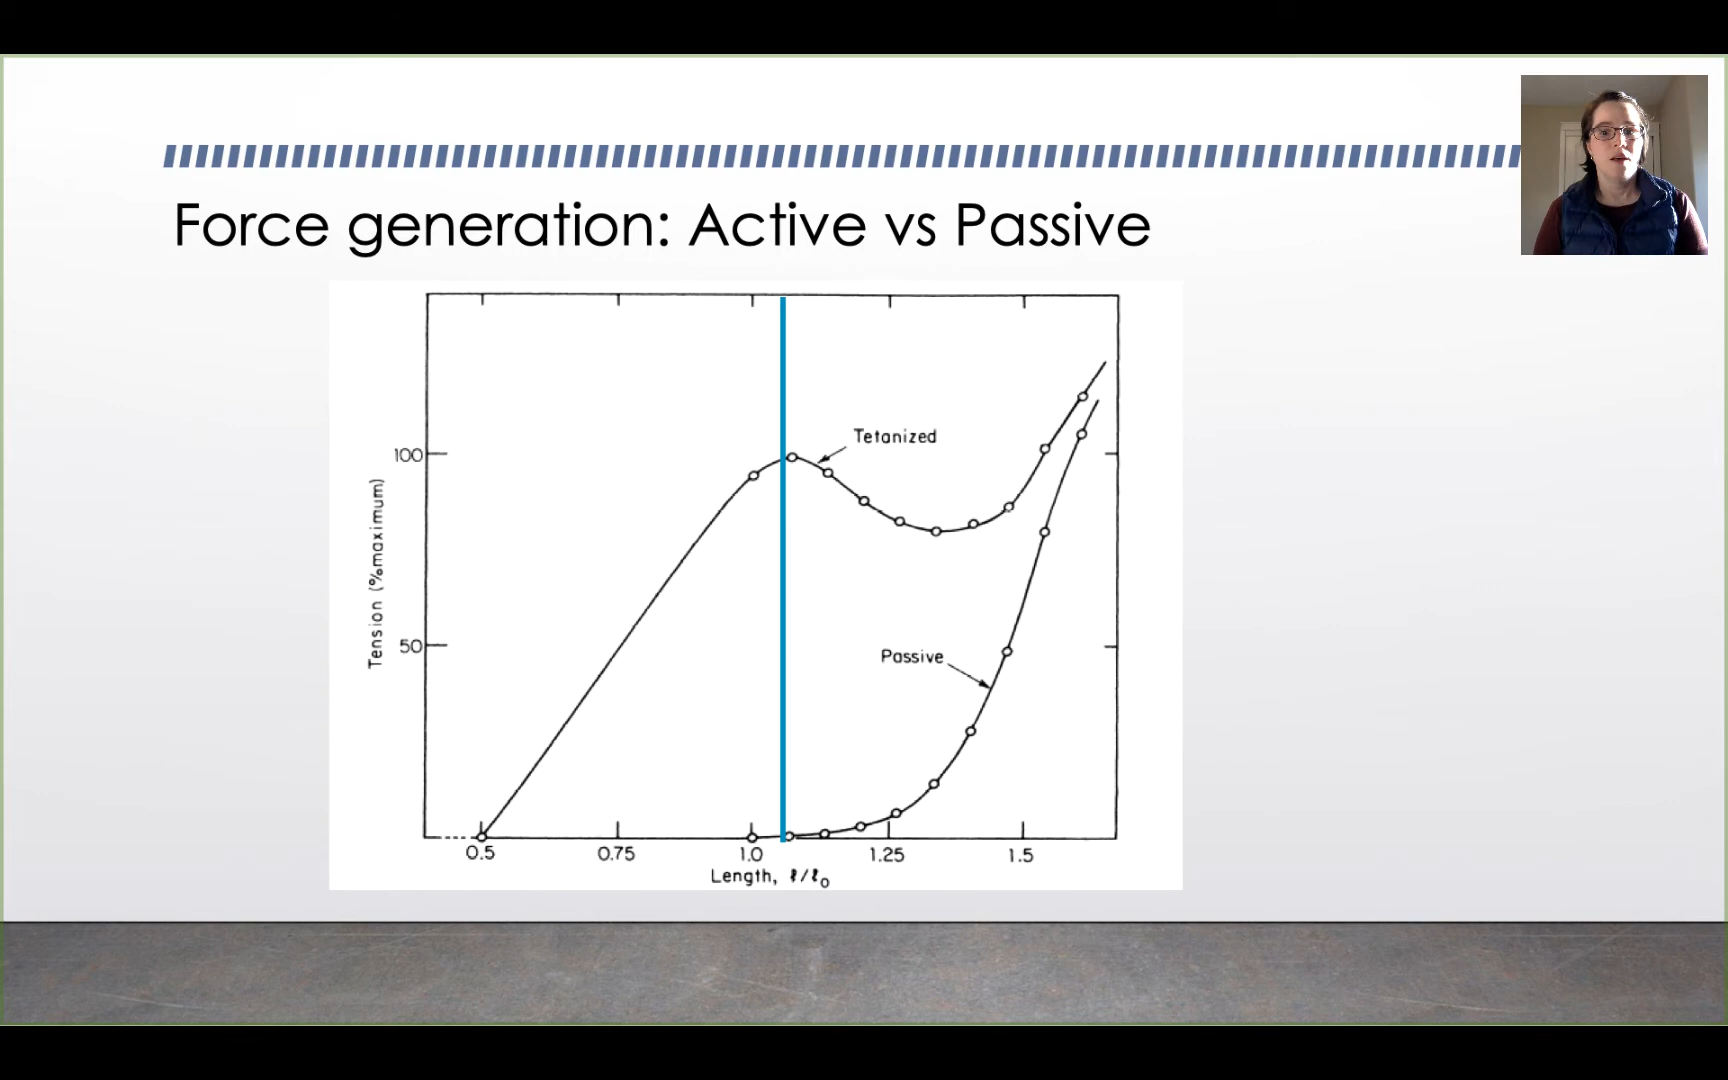 Force generation: Active vs Passive
Tetanized
100
Tension (%maximum)
50
Passive
0.5 0.75 1.0 1.25 1.5
Length, ℓ/ℓ₀